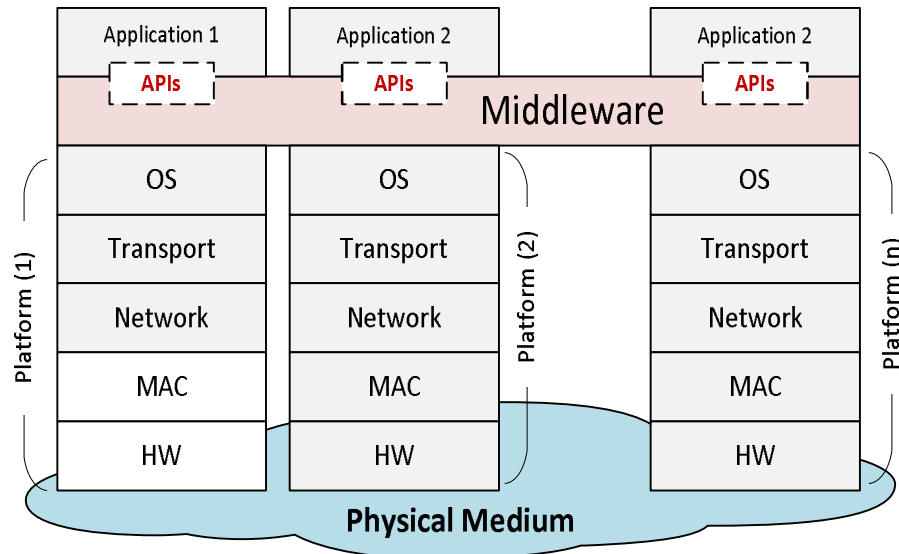 Application 1
Application 2
Application 2
APIs
APIs
APIs
Middleware
OS
OS
OS
Transport
Transport
Transport
Network
Network
Network
MAC
MAC
MAC
HW
HW
HW
Platform (1)
Platform (2)
Platform (n)
Physical Medium